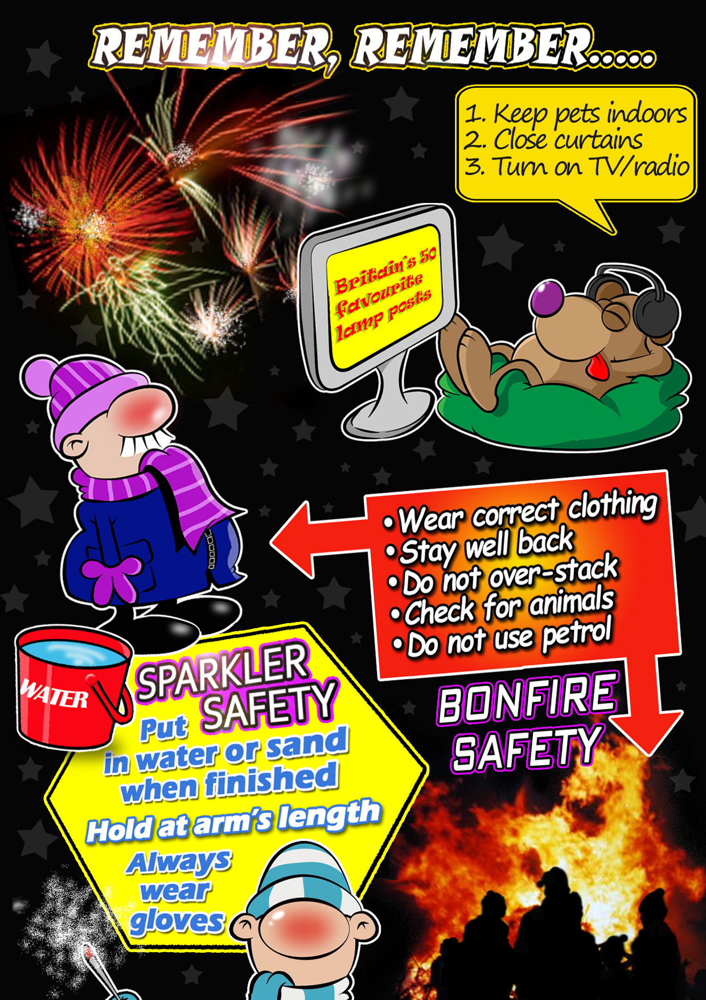 REMEMBER, REMEMBER.....
1. Keep pets indoors
2. Close curtains
3. Turn on TV/radio
Britain's 50
favourite
lamp posts
• Wear correct clothing
• Stay well back
• Do not over-stack
• Check for animals
• Do not use petrol
BONFIRE
SAFETY
WATER
SPARKLER
SAFETY
Put
in water or sand
when finished
Hold at arm's length
Always
wear
gloves